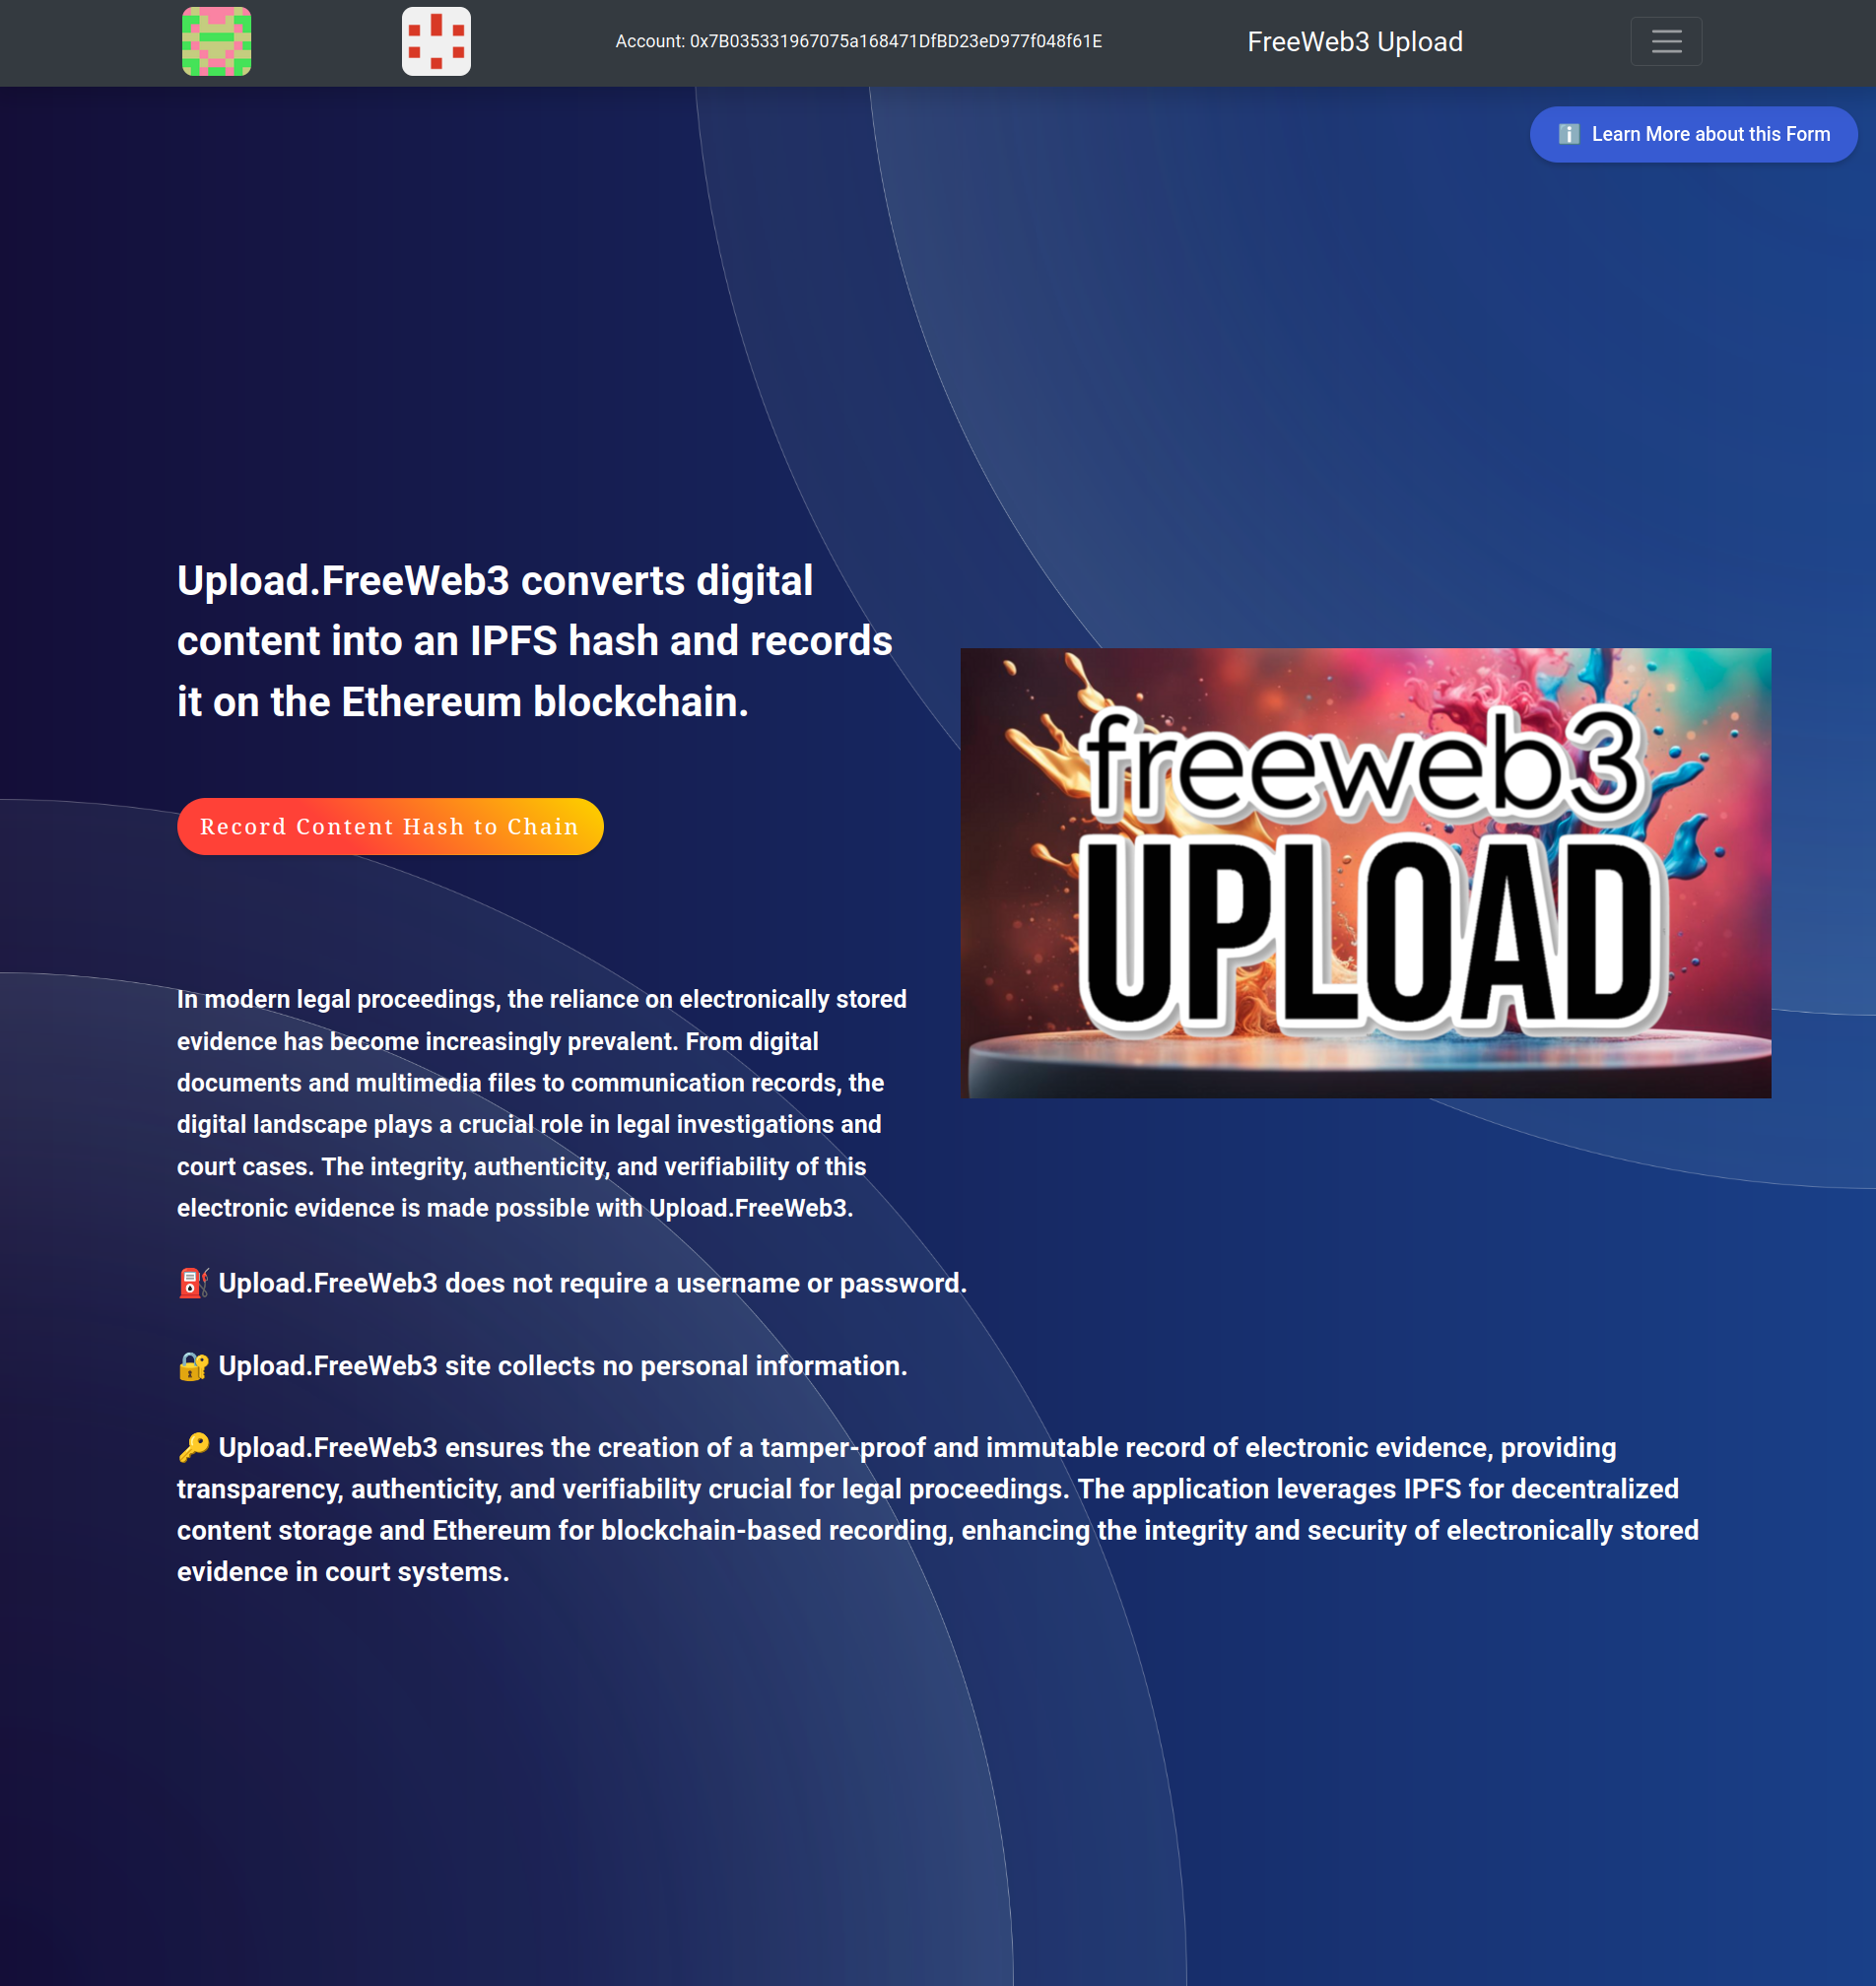 Account: 0x7B035331967075a168471DfBD23eD977f048f61E
FreeWeb3 Upload
Learn More about this Form
Upload.FreeWeb3 converts digital
content into an IPFS hash and records
it on the Ethereum blockchain.
Record Content Hash to Chain
freeweb3
UPLOAD
In modern legal proceedings, the reliance on electronically stored
evidence has become increasingly prevalent. From digital
documents and multimedia files to communication records, the
digital landscape plays a crucial role in legal investigations and
court cases. The integrity, authenticity, and verifiability of this
electronic evidence is made possible with Upload.FreeWeb3.
⛽ Upload.FreeWeb3 does not require a username or password.
🔐 Upload.FreeWeb3 site collects no personal information.
🔑 Upload.FreeWeb3 ensures the creation of a tamper-proof and immutable record of electronic evidence, providing
transparency, authenticity, and verifiability crucial for legal proceedings. The application leverages IPFS for decentralized
content storage and Ethereum for blockchain-based recording, enhancing the integrity and security of electronically stored
evidence in court systems.